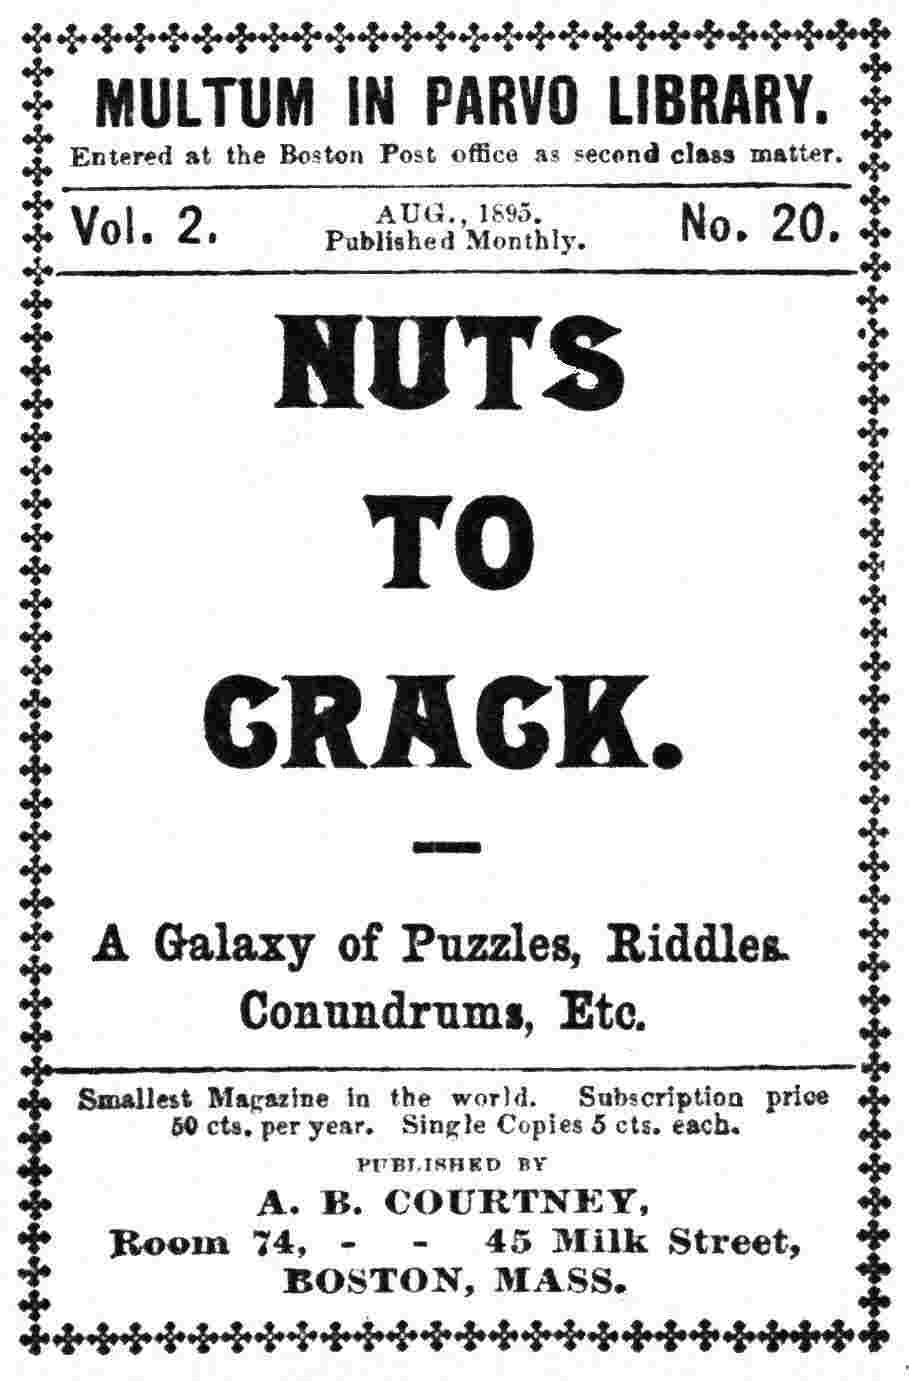 MULTUM IN PARVO LIBRARY.
Entered at the Boston Post office as second class matter.
Vol. 2.
AUG., 1895.
Published Monthly.
No. 20.
NUTS
TO
CRACK.
A Galaxy of Puzzles, Riddles.
Conundrums, Etc.
Smallest Magazine in the world. Subscription price
50 cts. per year. Single Copies 5 cts. each.
PUBLISHED BY
A. B. COURTNEY,
Room 74, - - 45 Milk Street,
BOSTON, MASS.